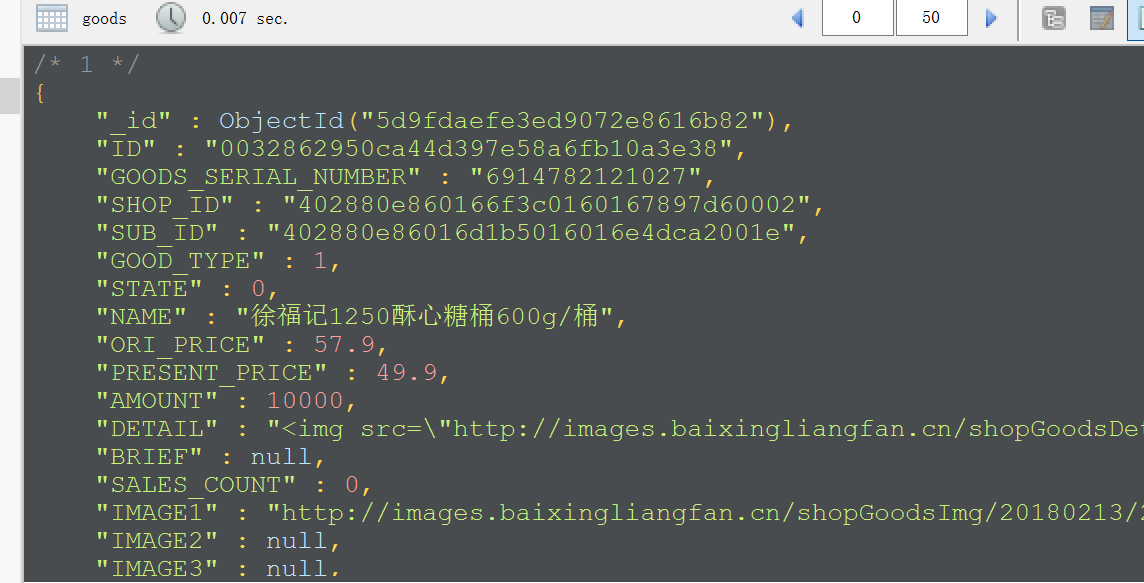 goods 0.007 sec. 0 50
/* 1 */
{
"_id" : ObjectId("5d9fdaefe3ed9072e8616b82"),
"ID" : "0032862950ca44d397e58a6fb10a3e38",
"GOODS_SERIAL_NUMBER" : "6914782121027",
"SHOP_ID" : "402880e860166f3c0160167897d60002",
"SUB_ID" : "402880e86016d1b5016016e4dca2001e",
"GOOD_TYPE" : 1,
"STATE" : 0,
"NAME" : "徐福记1250酥心糖桶600g/桶",
"ORI_PRICE" : 57.9,
"PRESENT_PRICE" : 49.9,
"AMOUNT" : 10000,
"DETAIL" : "<img src=\"http://images.baixingliangfan.cn/shopGoodsDe
"BRIEF" : null,
"SALES_COUNT" : 0,
"IMAGE1" : "http://images.baixingliangfan.cn/shopGoodsImg/20180213/
"IMAGE2" : null,
"IMAGE3" : null,